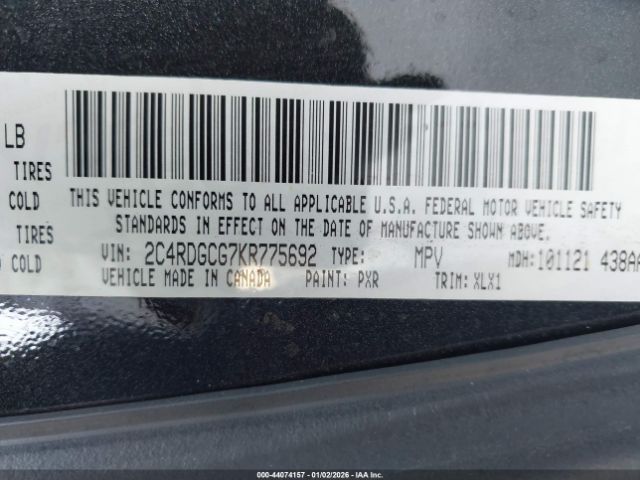 LB
TIRES
COLD
TIRES
COLD
THIS VEHICLE CONFORMS TO ALL APPLICABLE U.S.A. FEDERAL MOTOR VEHICLE SAFETY
STANDARDS IN EFFECT ON THE DATE OF MANUFACTURE SHOWN ABOVE.
VIN: 2C4RDGCG7KR775692 TYPE: MPV MDH:101121 438AA
VEHICLE MADE IN CANADA PAINT: PXR TRIM: XLX1
© 44074157 - 01/02/2026 - IAA Inc.